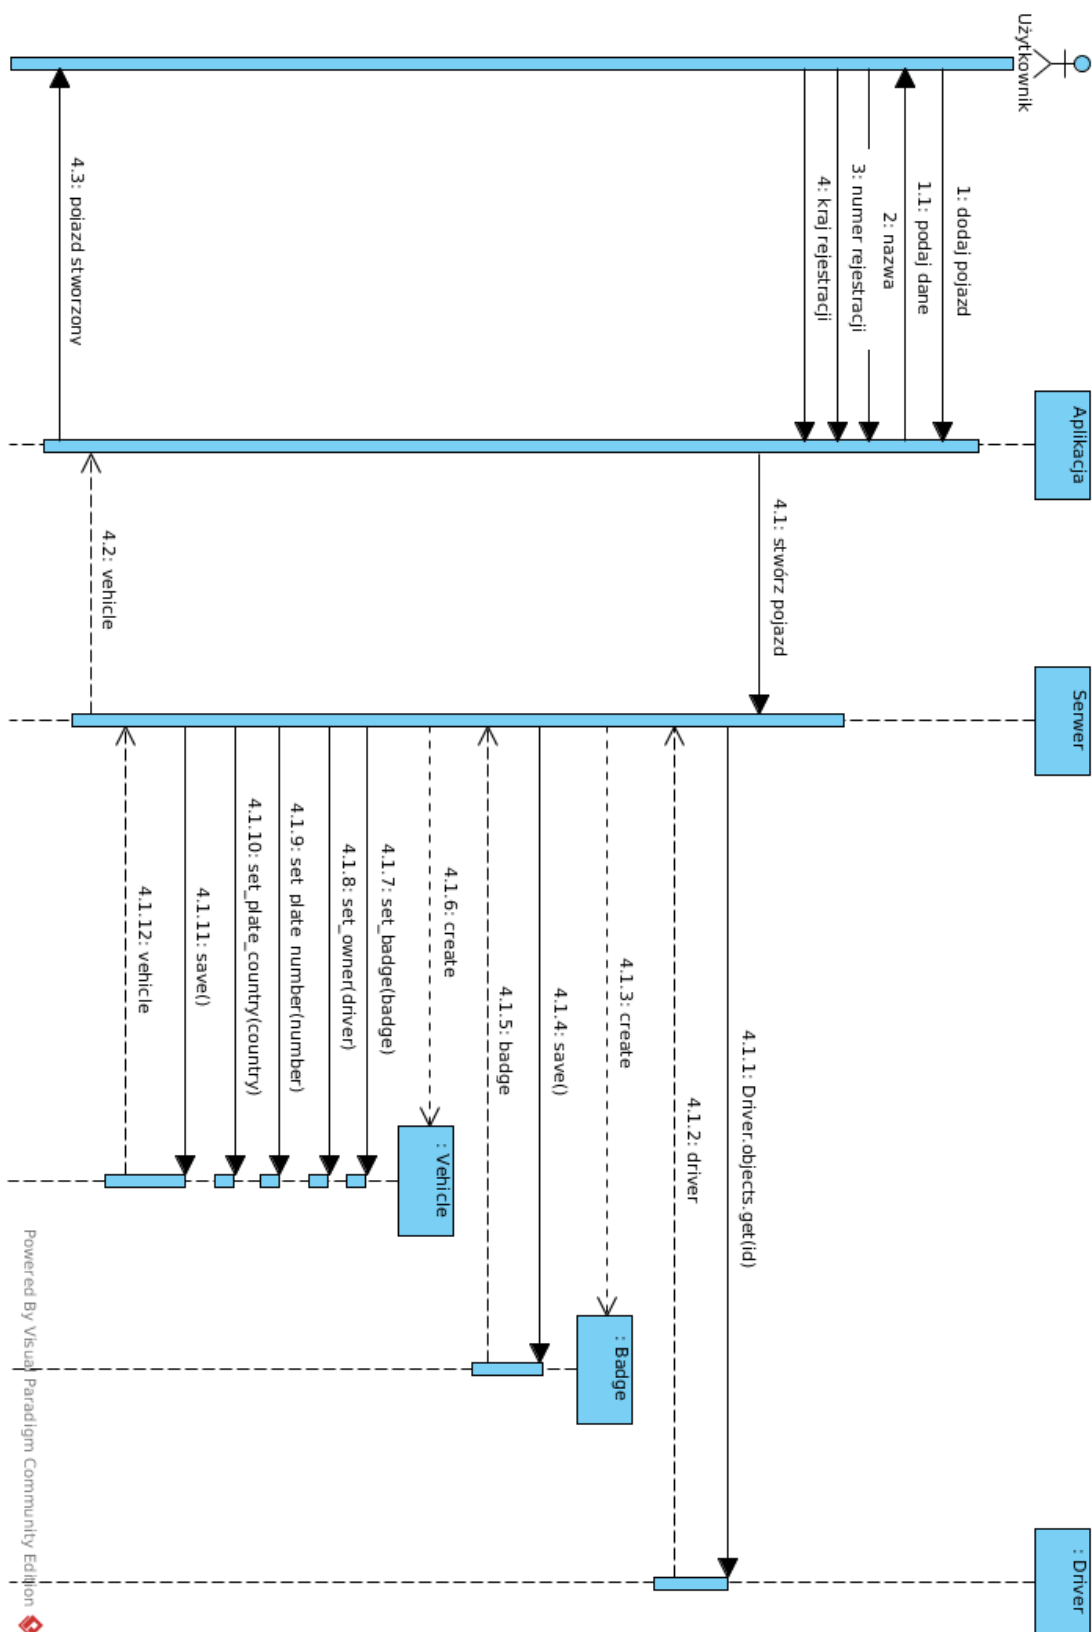 Użytkownik
Aplikacja
Serwer
: Driver
1: dodaj pojazd
1.1: podaj dane
2: nazwa
3: numer rejestracji
4: kraj rejestracji
4.1: stwórz pojazd
4.1.1: Driver.objects.get(id)
4.1.2: driver
4.1.3: create
: Badge
4.1.4: save()
4.1.5: badge
4.1.6: create
: Vehicle
4.1.7: set_badge(badge)
4.1.8: set_owner(driver)
4.1.9: set_plate_number(number)
4.1.10: set_plate_country(country)
4.1.11: save()
4.1.12: vehicle
4.2: vehicle
4.3: pojazd stworzony
Powered By Visual Paradigm Community Edition